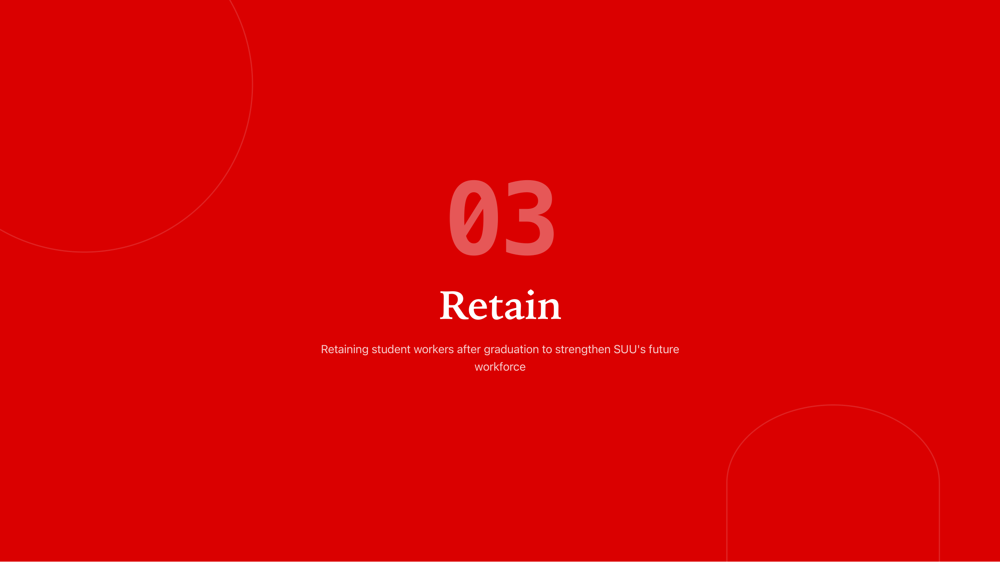 03
Retain
Retaining student workers after graduation to strengthen SUU's future
workforce